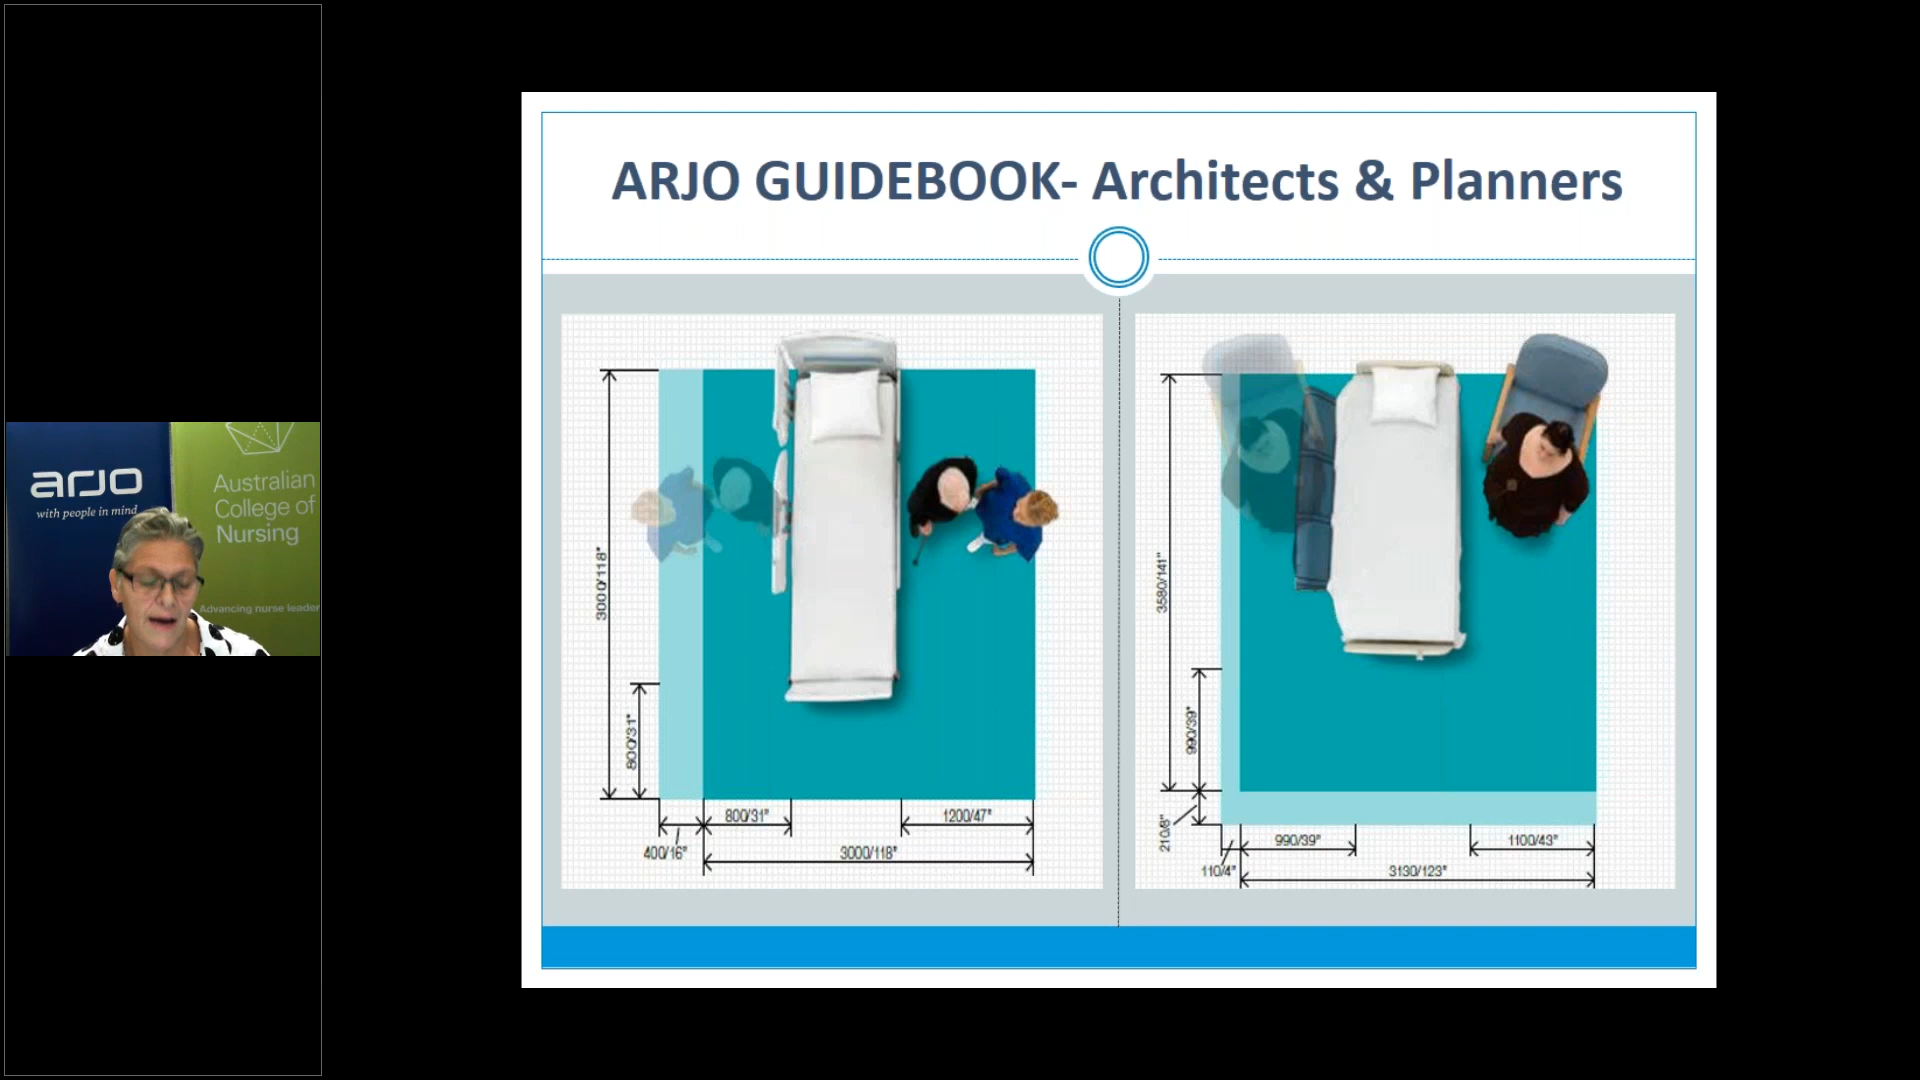 arjo
with people in mind
Australian
College of
Nursing
Advancing nurse leader
ARJO GUIDEBOOK- Architects & Planners
3000/118"
800/31"
800/31"
1200/47"
400/16"
3000/118"
3580/141"
990/39"
210/8"
990/39"
1100/43"
110/4"
3130/123"